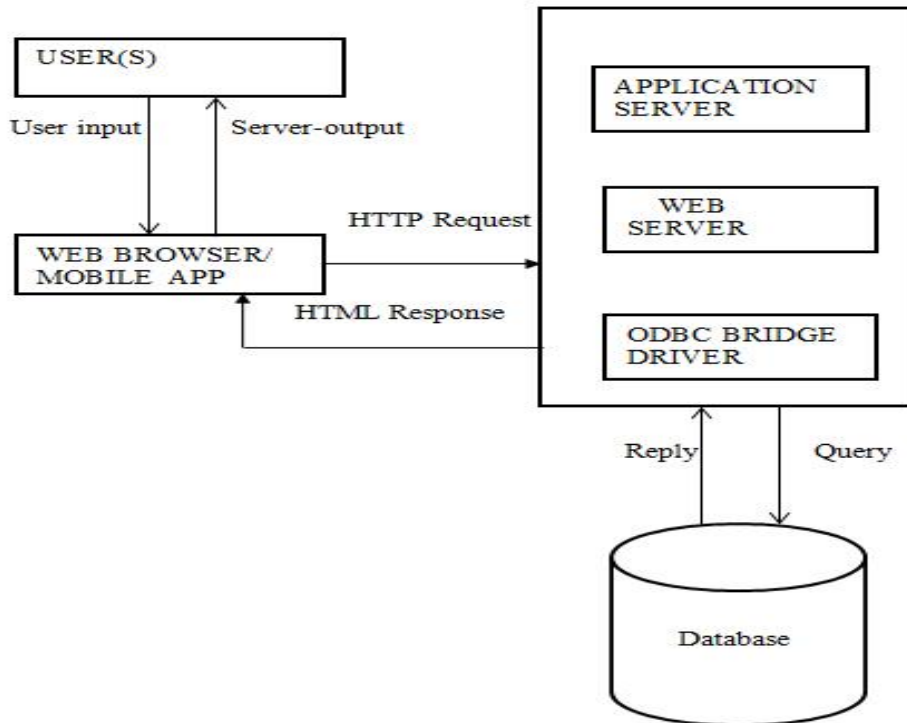 USER(S)
User input
Server-output
WEB BROWSER/
MOBILE APP
HTTP Request
HTML Response
APPLICATION
SERVER
WEB
SERVER
ODBC BRIDGE
DRIVER
Reply
Query
Database